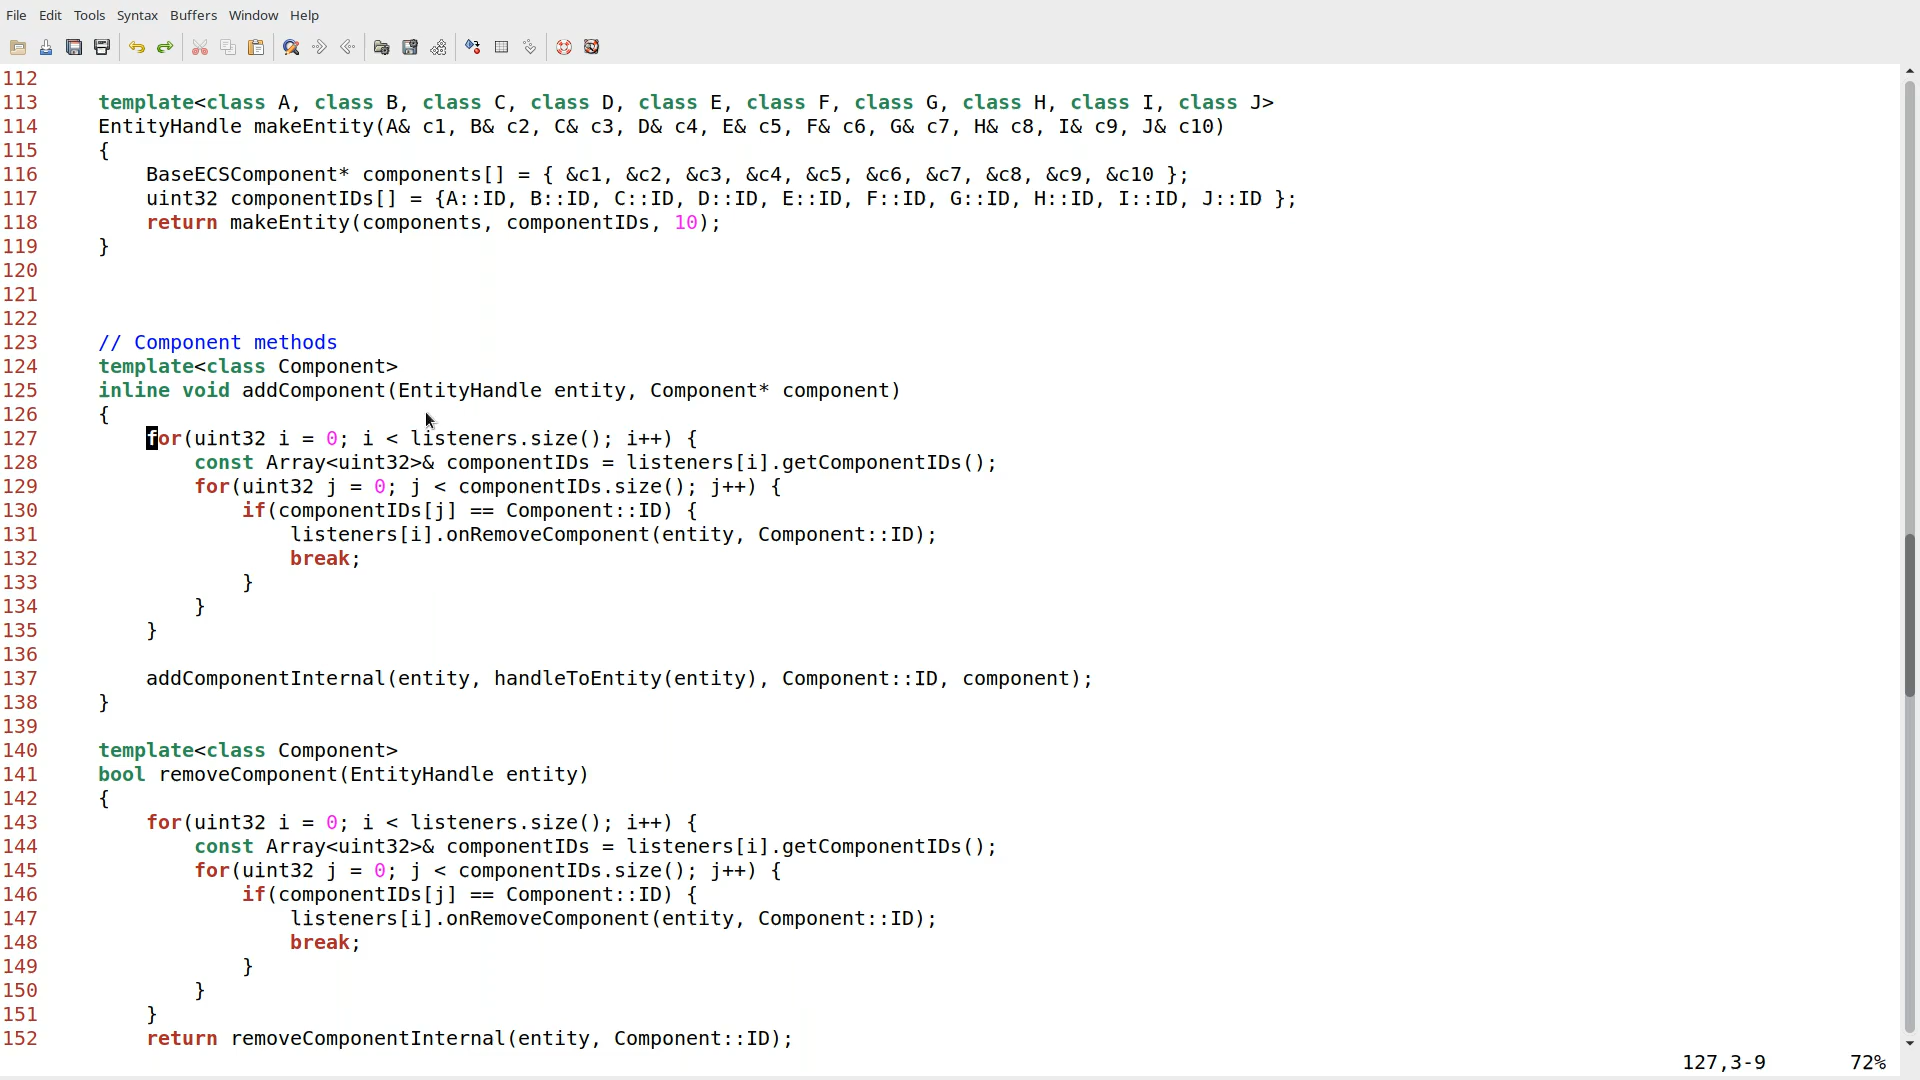 File Edit Tools Syntax Buffers Window Help
112
113 template<class A, class B, class C, class D, class E, class F, class G, class H, class I, class J>
114 EntityHandle makeEntity(A& c1, B& c2, C& c3, D& c4, E& c5, F& c6, G& c7, H& c8, I& c9, J& c10)
115 {
116 BaseECSComponent* components[] = { &c1, &c2, &c3, &c4, &c5, &c6, &c7, &c8, &c9, &c10 };
117 uint32 componentIDs[] = {A::ID, B::ID, C::ID, D::ID, E::ID, F::ID, G::ID, H::ID, I::ID, J::ID };
118 return makeEntity(components, componentIDs, 10);
119 }
120
121
122
123 // Component methods
124 template<class Component>
125 inline void addComponent(EntityHandle entity, Component* component)
126 {
127 for(uint32 i = 0; i < listeners.size(); i++) {
128 const Array<uint32>& componentIDs = listeners[i].getComponentIDs();
129 for(uint32 j = 0; j < componentIDs.size(); j++) {
130 if(componentIDs[j] == Component::ID) {
131 listeners[i].onRemoveComponent(entity, Component::ID);
132 break;
133 }
134 }
135 }
136
137 addComponentInternal(entity, handleToEntity(entity), Component::ID, component);
138 }
139
140 template<class Component>
141 bool removeComponent(EntityHandle entity)
142 {
143 for(uint32 i = 0; i < listeners.size(); i++) {
144 const Array<uint32>& componentIDs = listeners[i].getComponentIDs();
145 for(uint32 j = 0; j < componentIDs.size(); j++) {
146 if(componentIDs[j] == Component::ID) {
147 listeners[i].onRemoveComponent(entity, Component::ID);
148 break;
149 }
150 }
151 }
152 return removeComponentInternal(entity, Component::ID);
127,3-9 72%